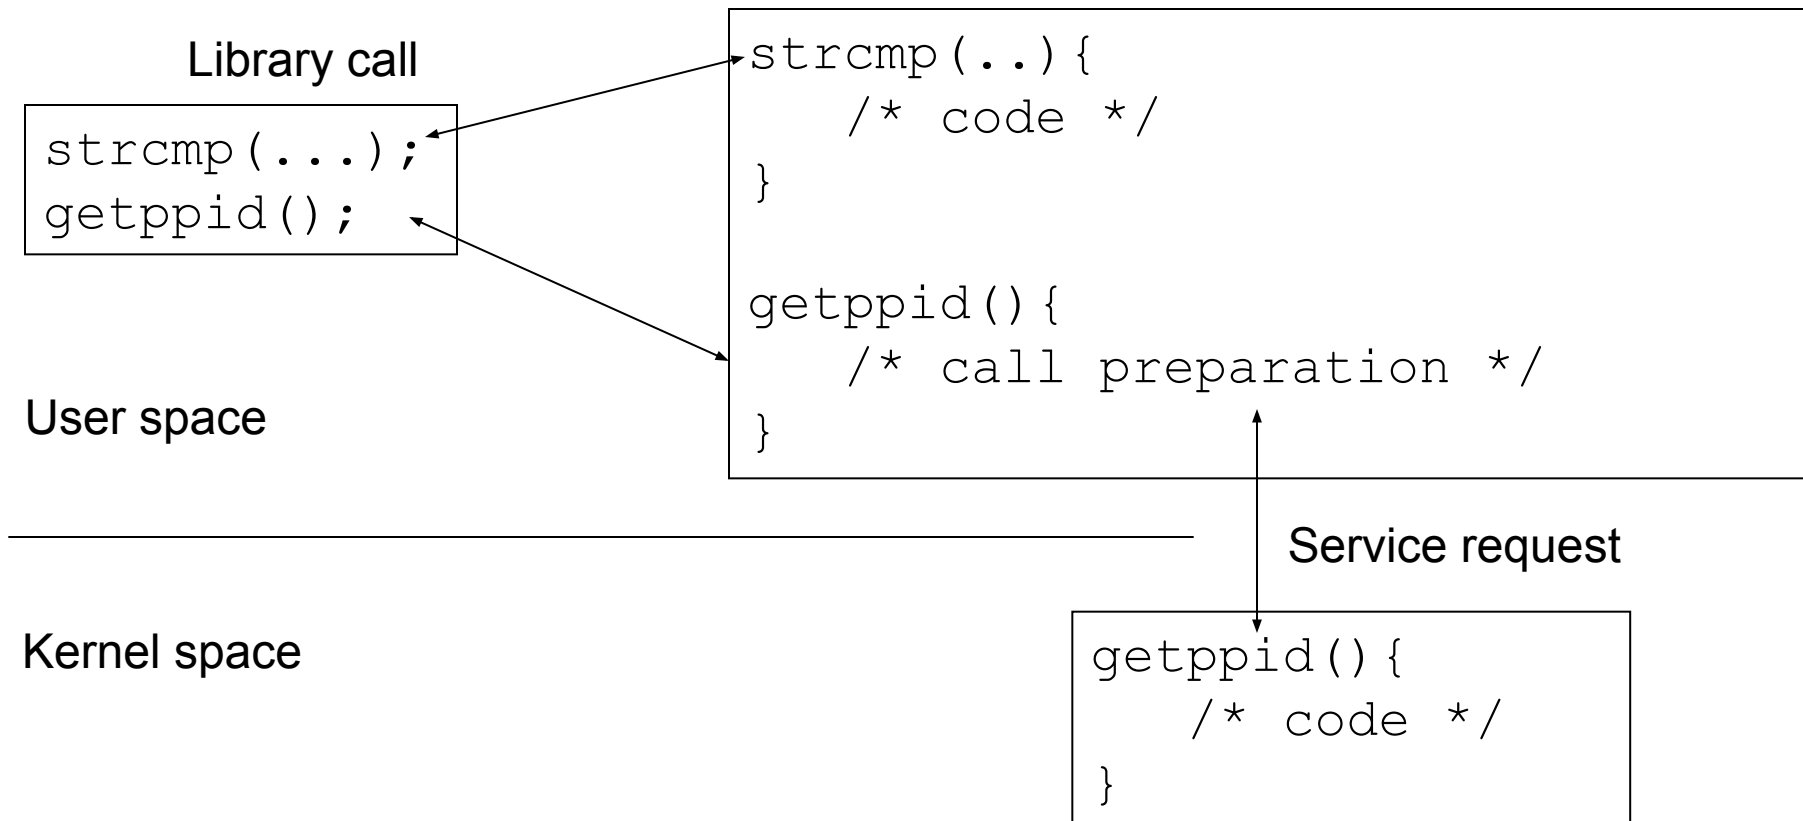 Library call
strcmp(...);
getppid();
strcmp(..){
/* code */
}
getppid(){
/* call preparation */
}
User space
Service request
Kernel space
getppid(){
/* code */
}